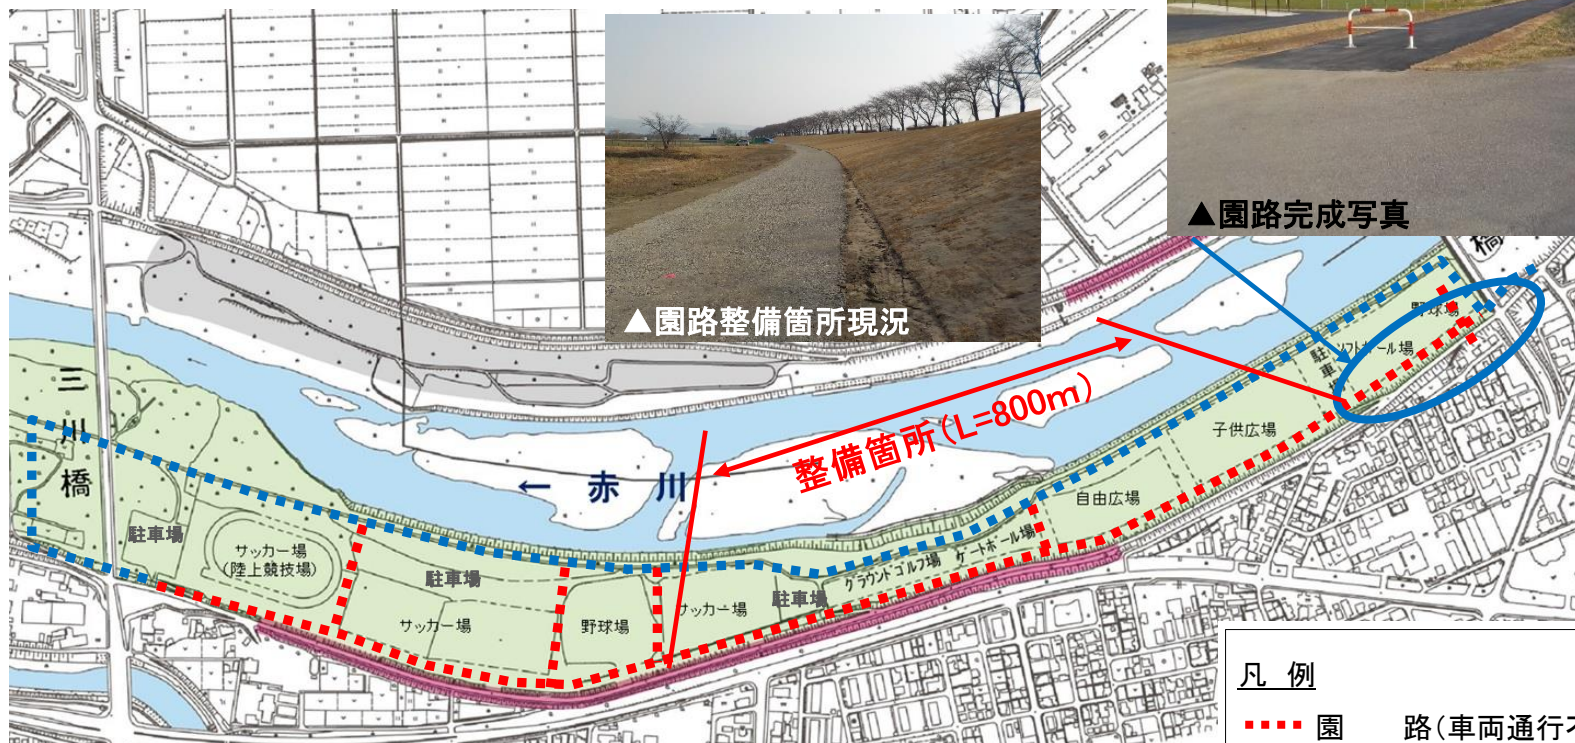 ▲園路整備箇所現況
▲園路完成写真
橋
三川橋
← 赤川
整備箇所(L=800m)
野球場
ソフトボール場
駐車場
子供広場
自由広場
ゲートボール場
グラウンドゴルフ場
駐車場
サッカー場
(陸上競技場)
駐車場
サッカー場
野球場
サッカー場
駐車場
凡 例
園 路(車両通行不